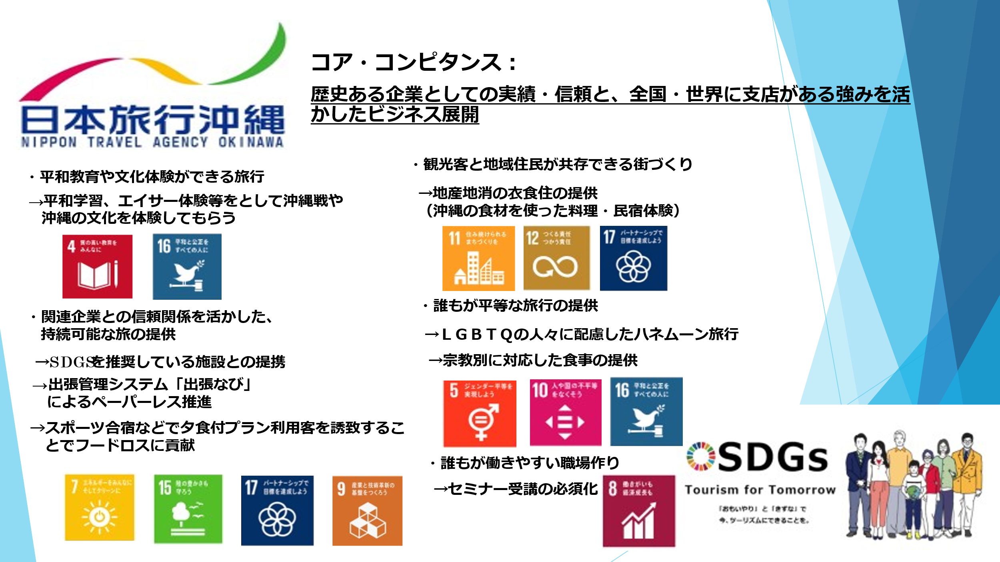 日本旅行沖縄
NIPPON TRAVEL AGENCY OKINAWA
コア・コンピタンス：
歴史ある企業としての実績・信頼と、全国・世界に支店がある強みを活
かしたビジネス展開
・平和教育や文化体験ができる旅行
→平和学習、エイサー体験等をとして沖縄戦や
沖縄の文化を体験してもらう
4 質の高い教育を
みんなに
16 平和と公正を
すべての人に
・関連企業との信頼関係を活かした、
持続可能な旅の提供
→SDGSを推奨している施設との提携
→出張管理システム「出張なび」
によるペーパーレス推進
→スポーツ合宿などで夕食付プラン利用客を誘致するこ
とでフードロスに貢献
7 エネルギーをみんなに
そしてクリーンに
15 陸の豊かさも
守ろう
17 パートナーシップで
目標を達成しよう
9 産業と技術革新の
基盤をつくろう
・観光客と地域住民が共存できる街づくり
→地産地消の衣食住の提供
（沖縄の食材を使った料理・民宿体験）
11 住み続けられる
まちづくりを
12 つくる責任
つかう責任
17 パートナーシップで
目標を達成しよう
・誰もが平等な旅行の提供
→ＬＧＢＴＱの人々に配慮したハネムーン旅行
→宗教別に対応した食事の提供
5 ジェンダー平等を
実現しよう
10 人や国の不平等
をなくそう
16 平和と公正を
すべての人に
・誰もが働きやすい職場作り
→セミナー受講の必須化
8 働きがいも
経済成長も
SDGs
Tourism for Tomorrow
「おもいやり」と「きずな」で
今、ツーリズムにできることを。